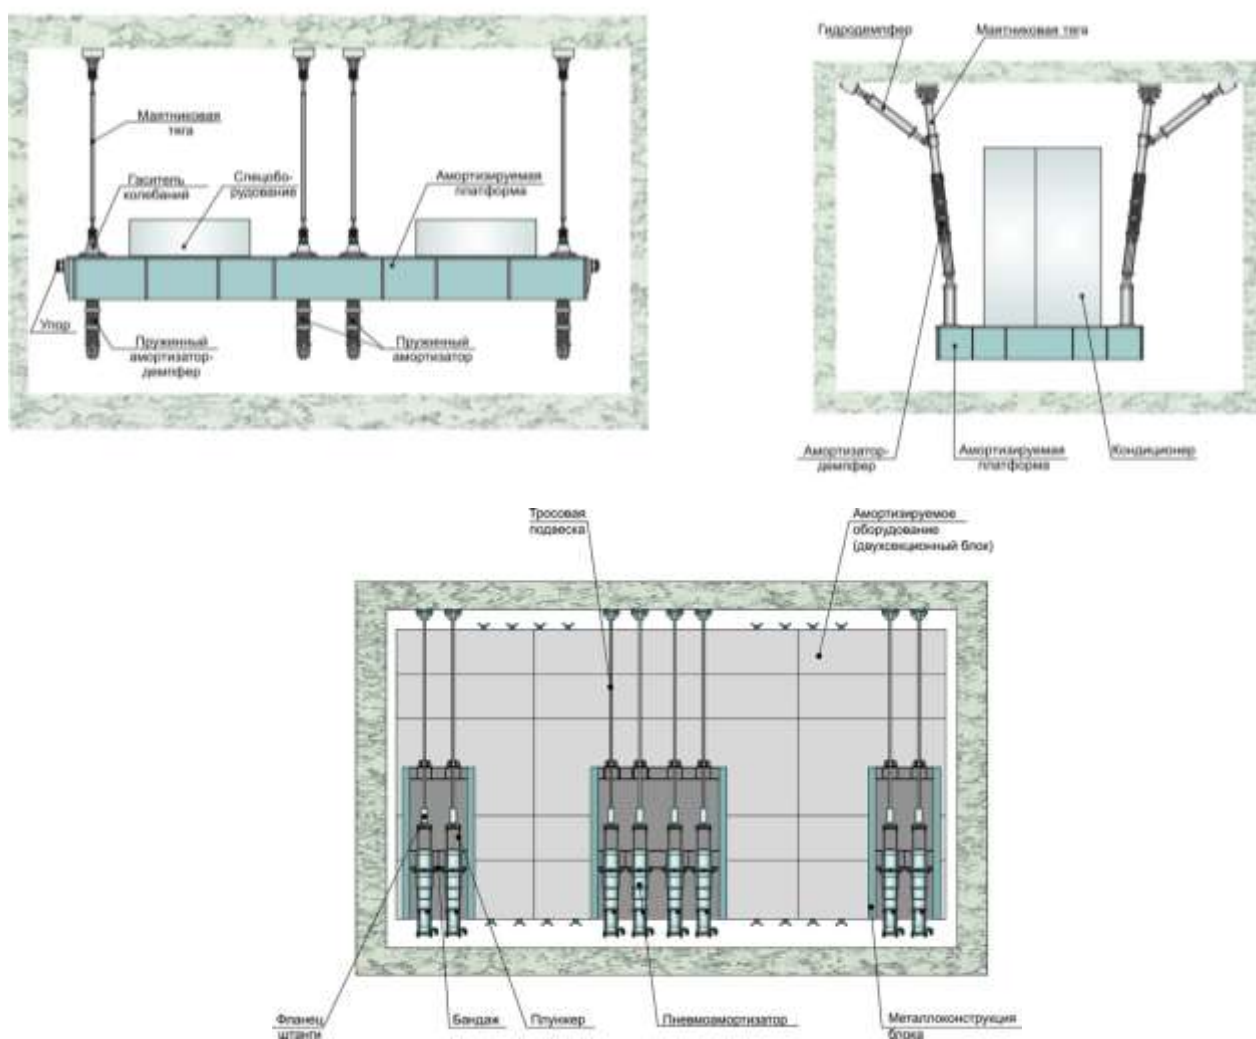 Маятниковая
тяга
Гаситель
колебаний
Спецобо-
рудование
Амортизируемая
платформа
Упор
Пружинный
амортизатор-
демпфер
Пружинный
амортизатор
Гидродемпфер
Маятниковая тяга
Амортизатор-
демпфер
Амортизируемая
платформа
Кондиционер
Тросовая
подвеска
Амортизируемое
оборудование
(двухсекционный блок)
Фланец
штанги
Бандаж
Плунжер
Пневмоамортизатор
Металлоконструкция
блока